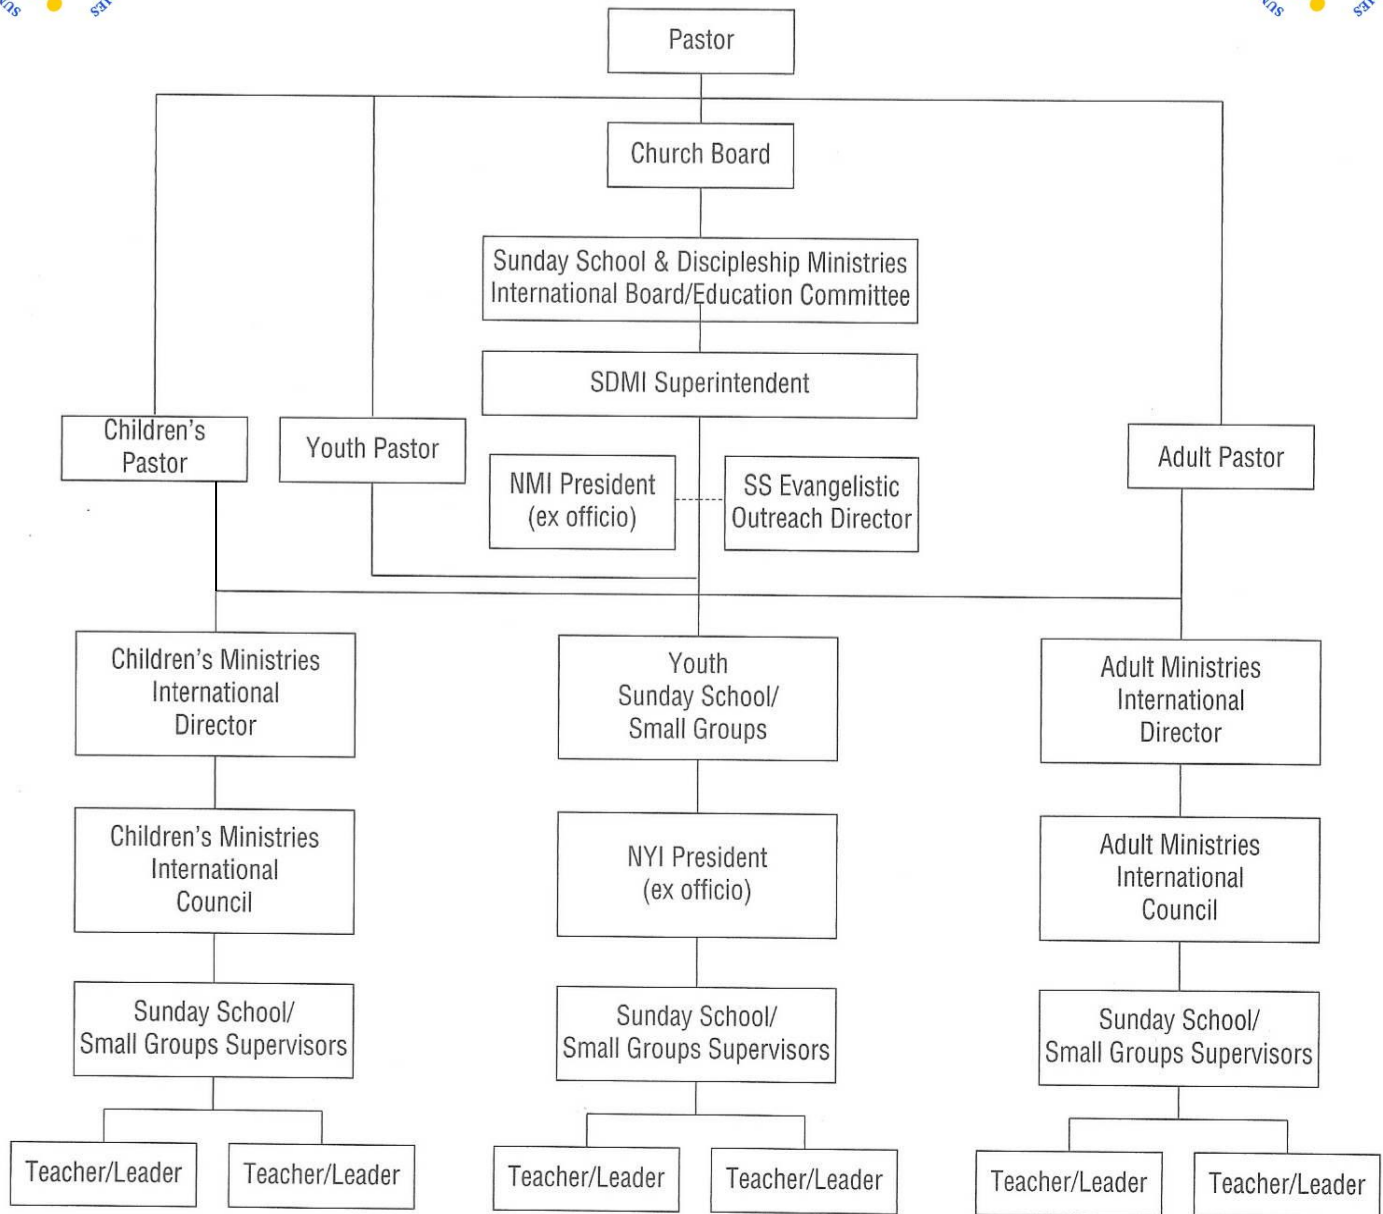 Pastor
Church Board
Sunday School & Discipleship Ministries
International Board/Education Committee
SDMI Superintendent
Children's
Pastor
Youth Pastor
Adult Pastor
NMI President
(ex officio)
SS Evangelistic
Outreach Director
Children's Ministries
International
Director
Youth
Sunday School/
Small Groups
Adult Ministries
International
Director
Children's Ministries
International
Council
NYI President
(ex officio)
Adult Ministries
International
Council
Sunday School/
Small Groups Supervisors
Sunday School/
Small Groups Supervisors
Sunday School/
Small Groups Supervisors
Teacher/Leader
Teacher/Leader
Teacher/Leader
Teacher/Leader
Teacher/Leader
Teacher/Leader